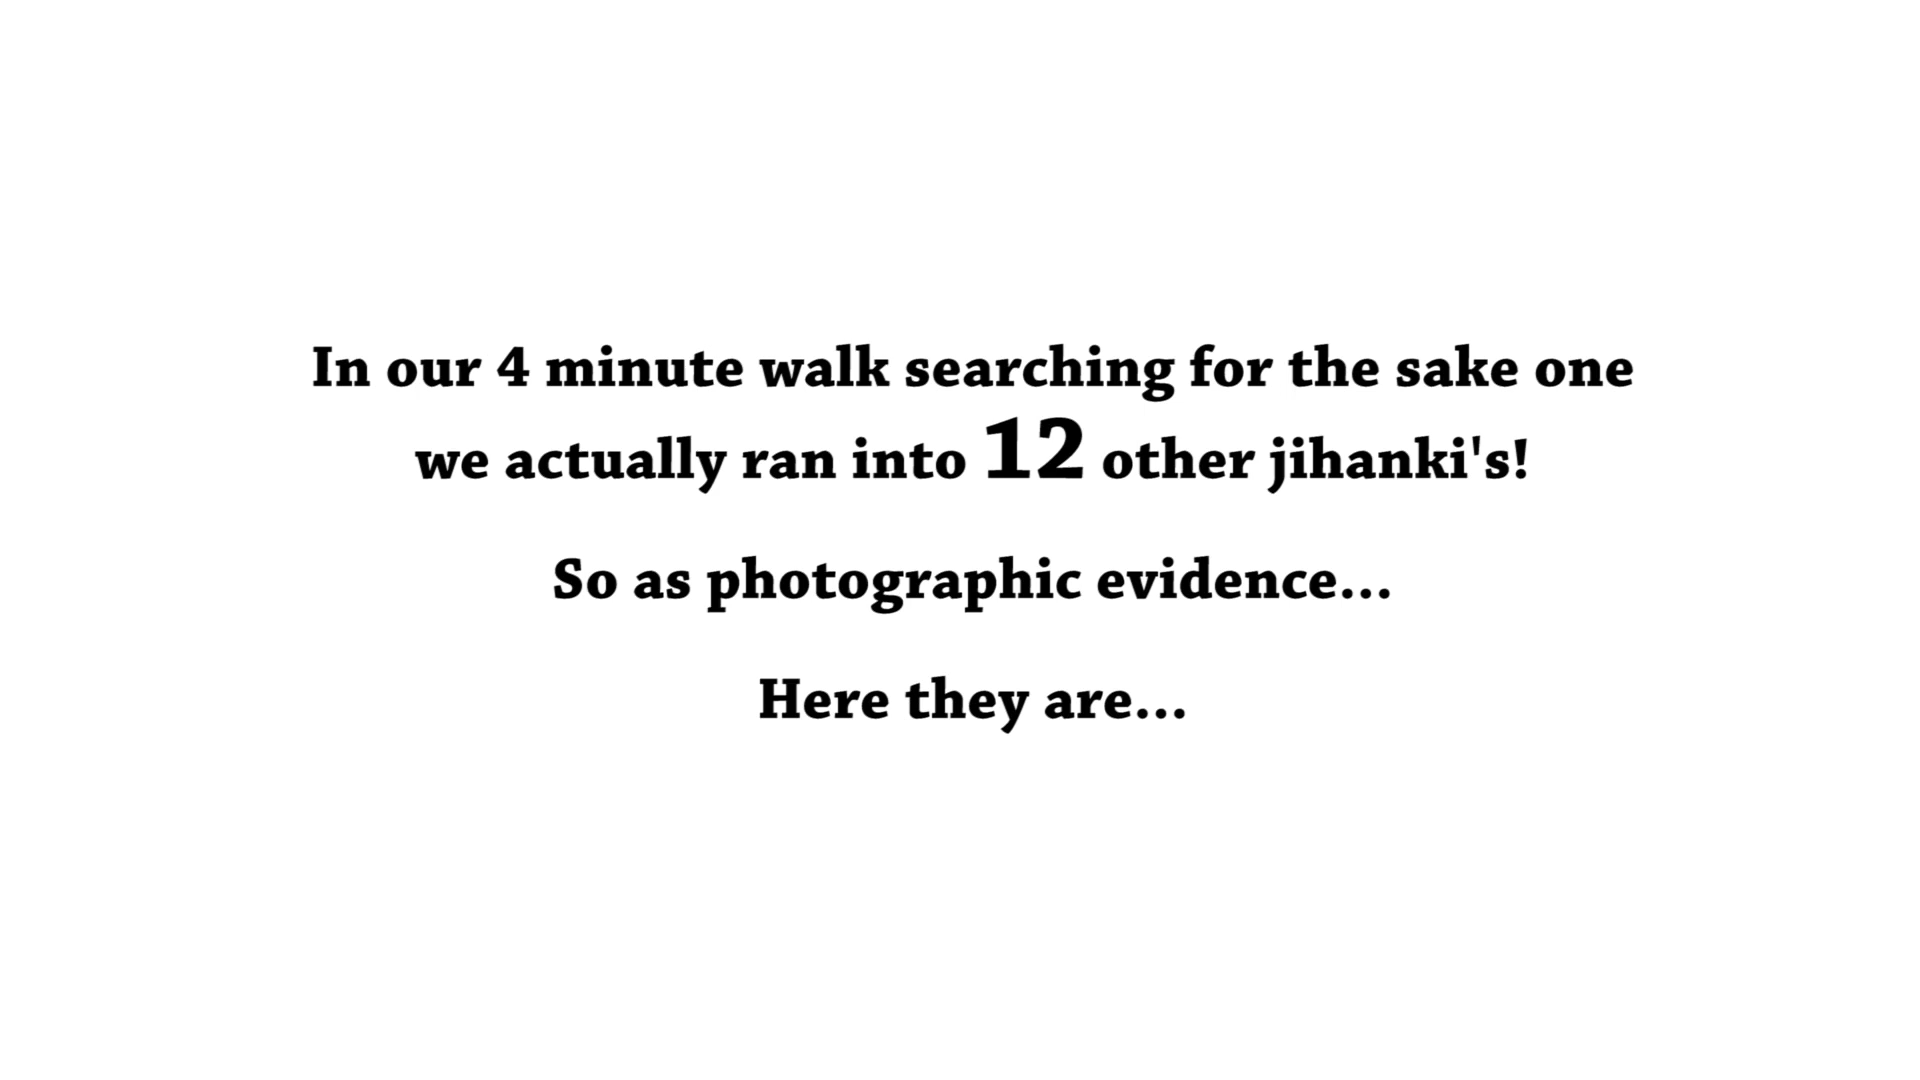 In our 4 minute walk searching for the sake one
we actually ran into 12 other jihanki's!
So as photographic evidence...
Here they are...